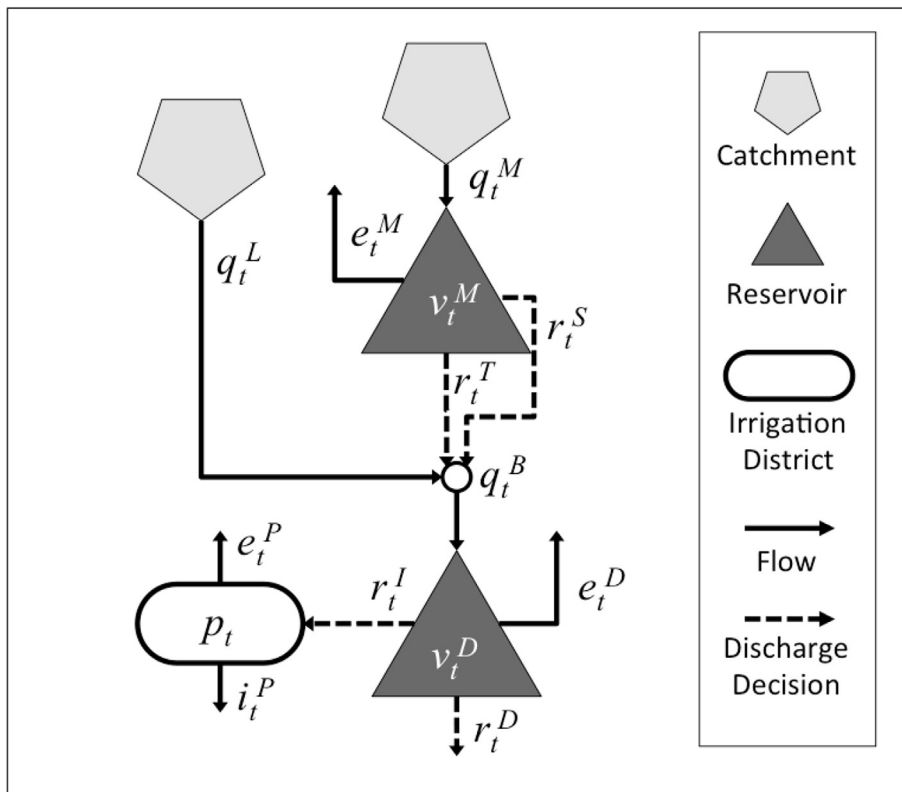 q_t^M
e_t^M
q_t^L
v_t^M
r_t^S
r_t^T
q_t^B
e_t^P
r_t^I
e_t^D
p_t
v_t^D
i_t^P
r_t^D
Catchment
Reservoir
Irrigation
District
Flow
Discharge
Decision